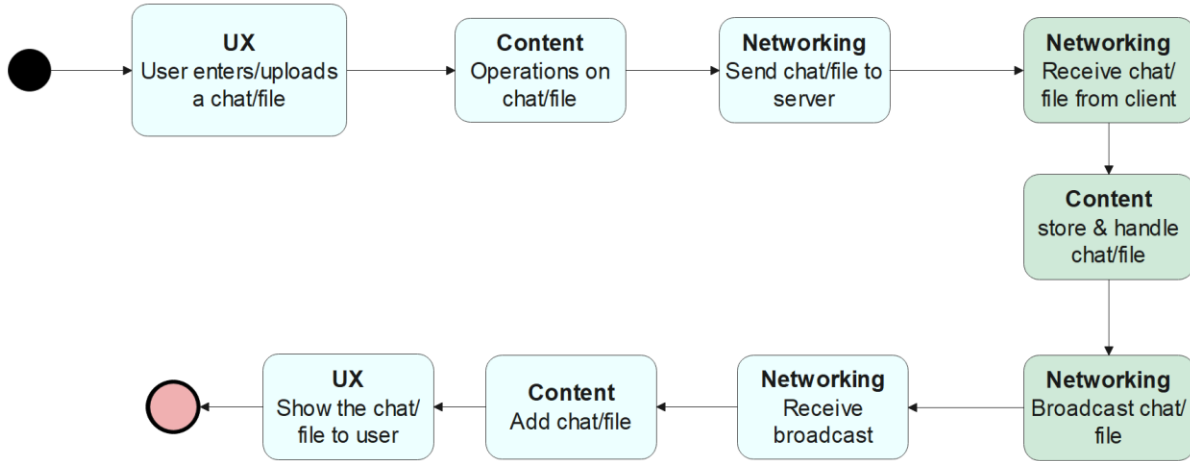 UX
User enters/uploads
a chat/file
Content
Operations on
chat/file
Networking
Send chat/file to
server
Networking
Receive chat/
file from client
Content
store & handle
chat/file
Networking
Broadcast chat/
file
Networking
Receive
broadcast
Content
Add chat/file
UX
Show the chat/
file to user